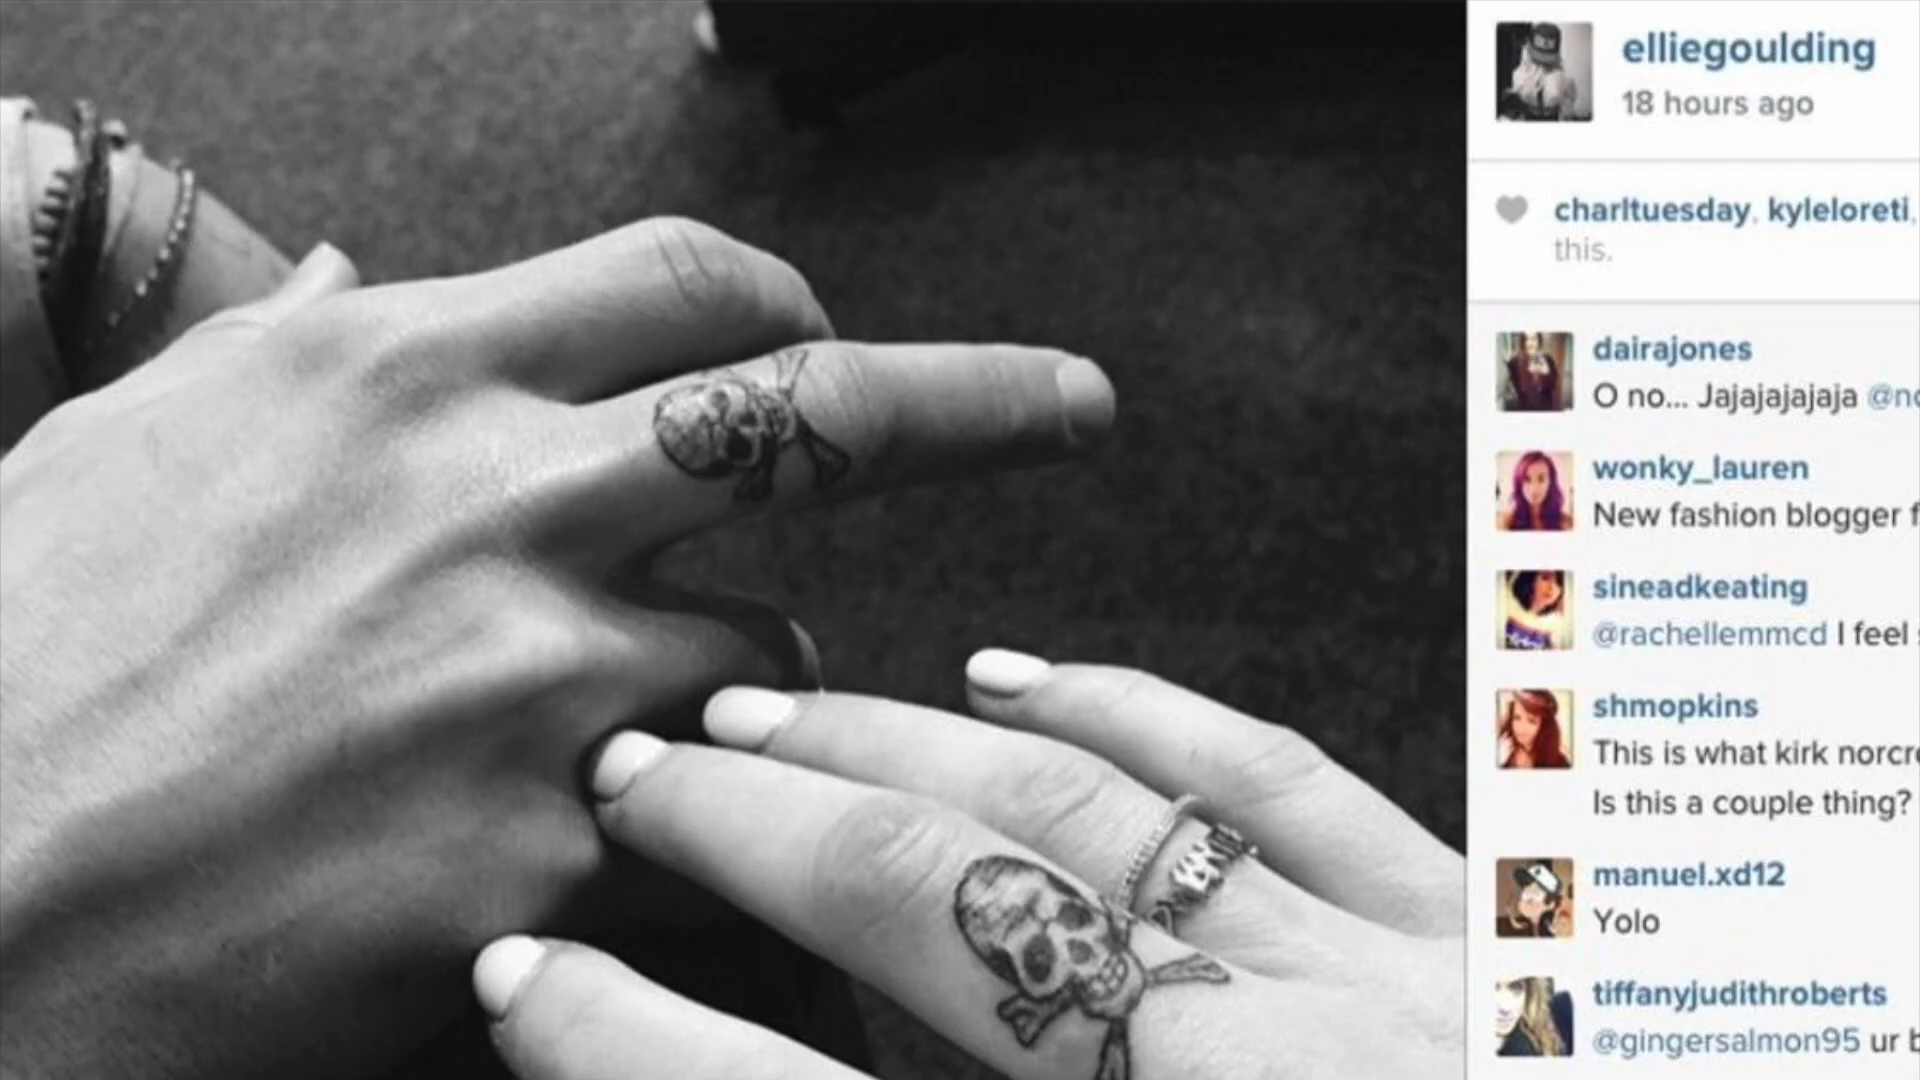 elliegoulding
18 hours ago
charltuesday, kyleloreti,
this.
dairajones
O no... Jajajajajaja
wonky_lauren
New fashion blogger
sineadkeating
@rachellemmcd I feel
shmopkins
This is what kirk
Is this a couple thing?
manuel.xd12
Yolo
tiffanyjudithroberts
@gingersalmon95 ur